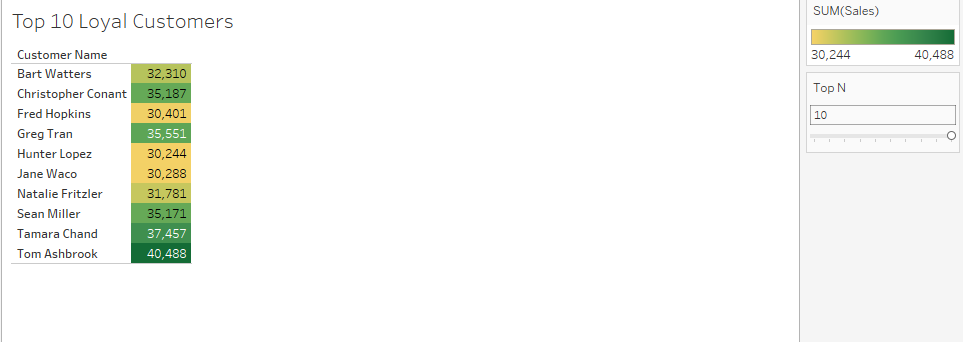 Top 10 Loyal Customers
Customer Name
Bart Watters 32,310
Christopher Conant 35,187
Fred Hopkins 30,401
Greg Tran 35,551
Hunter Lopez 30,244
Jane Waco 30,288
Natalie Fritzler 31,781
Sean Miller 35,171
Tamara Chand 37,457
Tom Ashbrook 40,488
SUM(Sales)
30,244 40,488
Top N
10